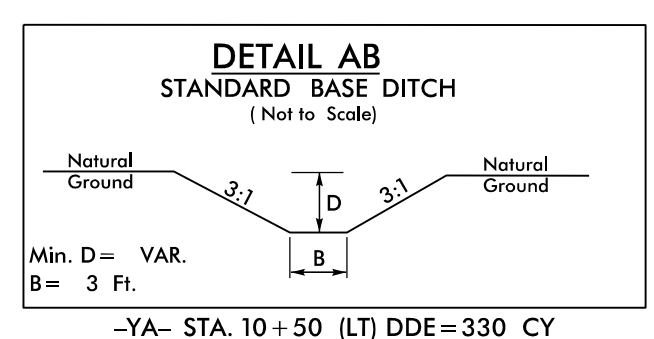 DETAIL AB
STANDARD BASE DITCH
( Not to Scale)
Natural
Ground
3:1
D
3:1
Natural
Ground
B
Min. D = VAR.
B = 3 Ft.
-YA- STA. 10+50 (LT) DDE=330 CY